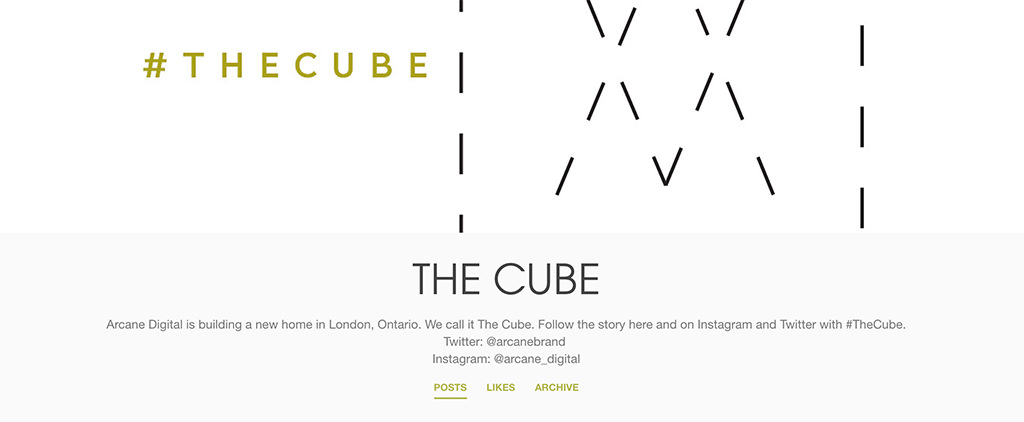 #THECUBE
THE CUBE
Arcane Digital is building a new home in London, Ontario. We call it The Cube. Follow the story here and on Instagram and Twitter with #TheCube.
Twitter: @arcanebrand
Instagram: @arcane_digital
POSTS LIKES ARCHIVE